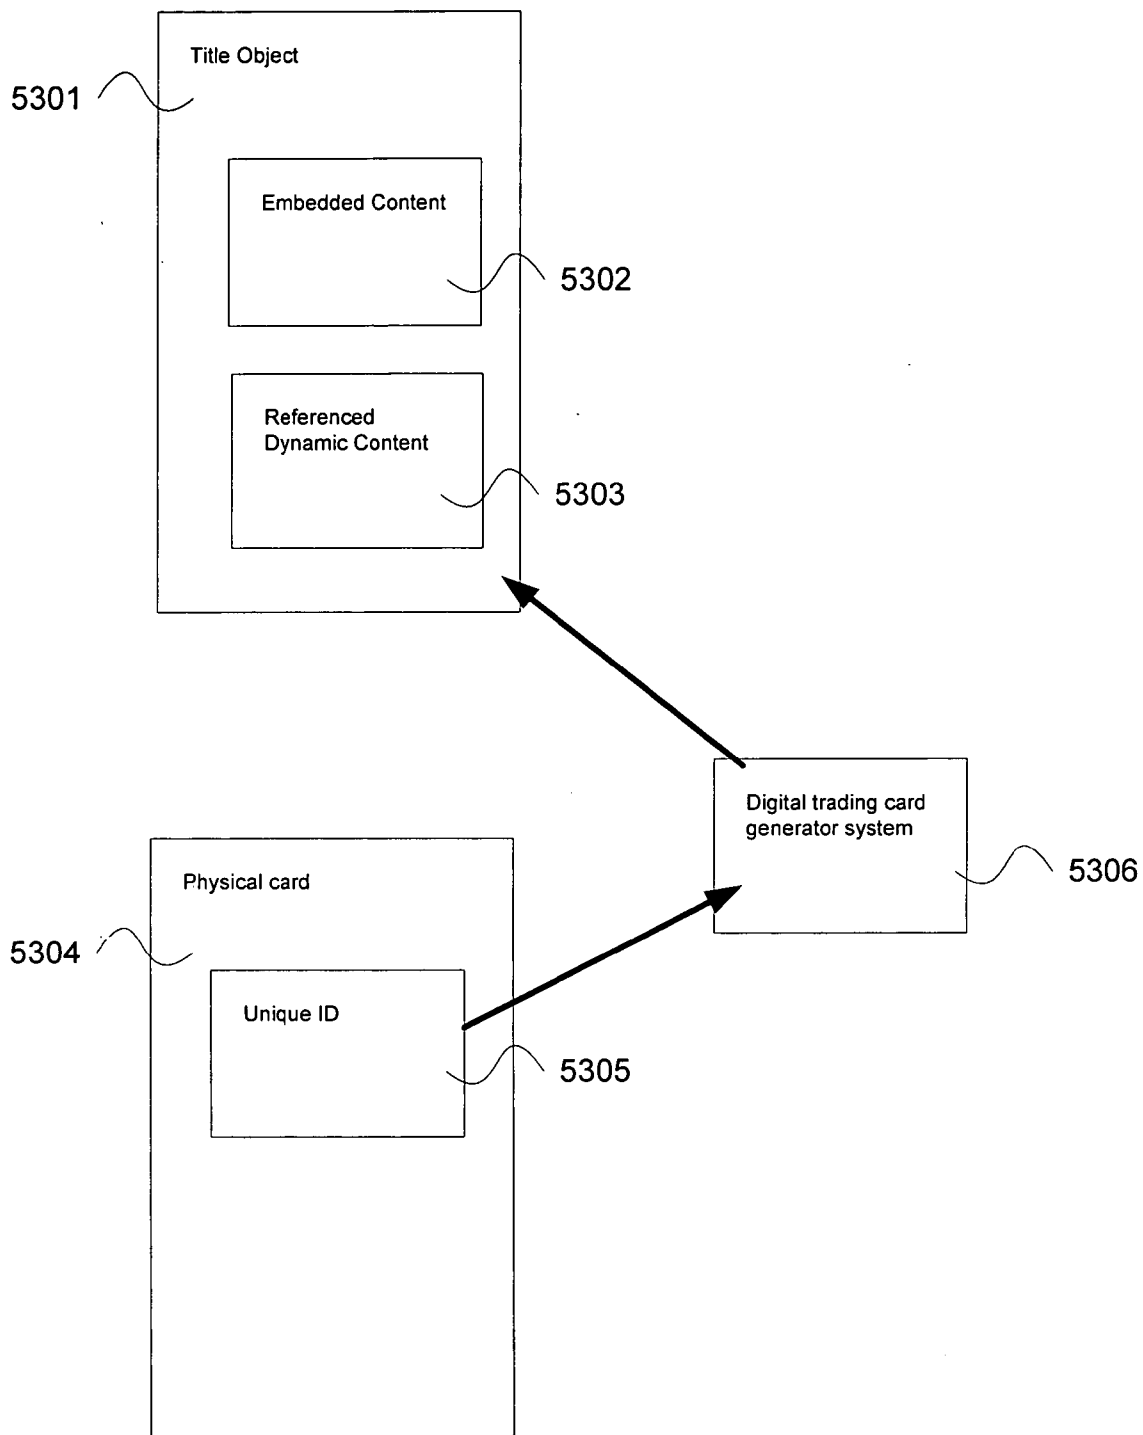 Title Object
5301
Embedded Content
5302
Referenced
Dynamic Content
5303
Digital trading card
generator system
5306
Physical card
5304
Unique ID
5305